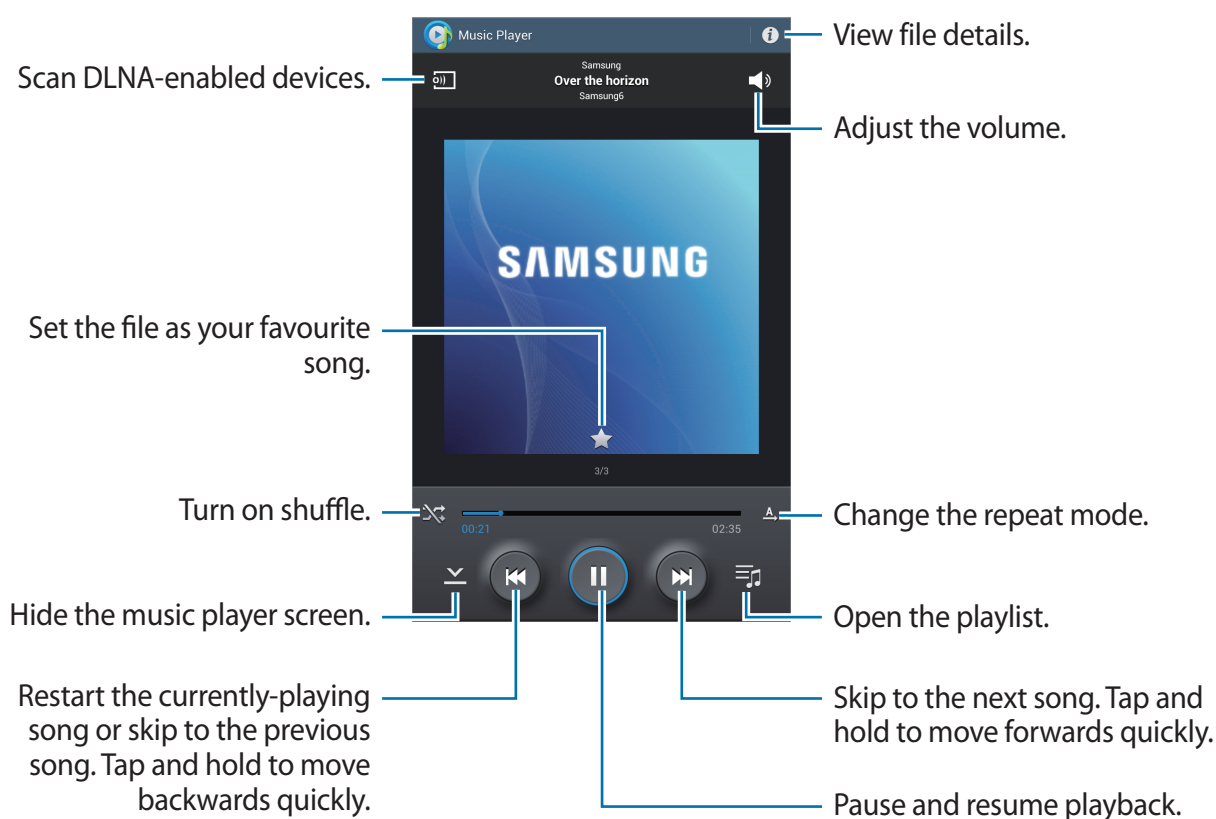 Music Player
View file details.
Scan DLNA-enabled devices.
Samsung
Over the horizon
Samsung6
Adjust the volume.
SAMSUNG
Set the file as your favourite
song.
3/3
Turn on shuffle.
00:21
02:35
A
Change the repeat mode.
Hide the music player screen.
Open the playlist.
Restart the currently-playing
song or skip to the previous
song. Tap and hold to move
backwards quickly.
Skip to the next song. Tap and
hold to move forwards quickly.
Pause and resume playback.